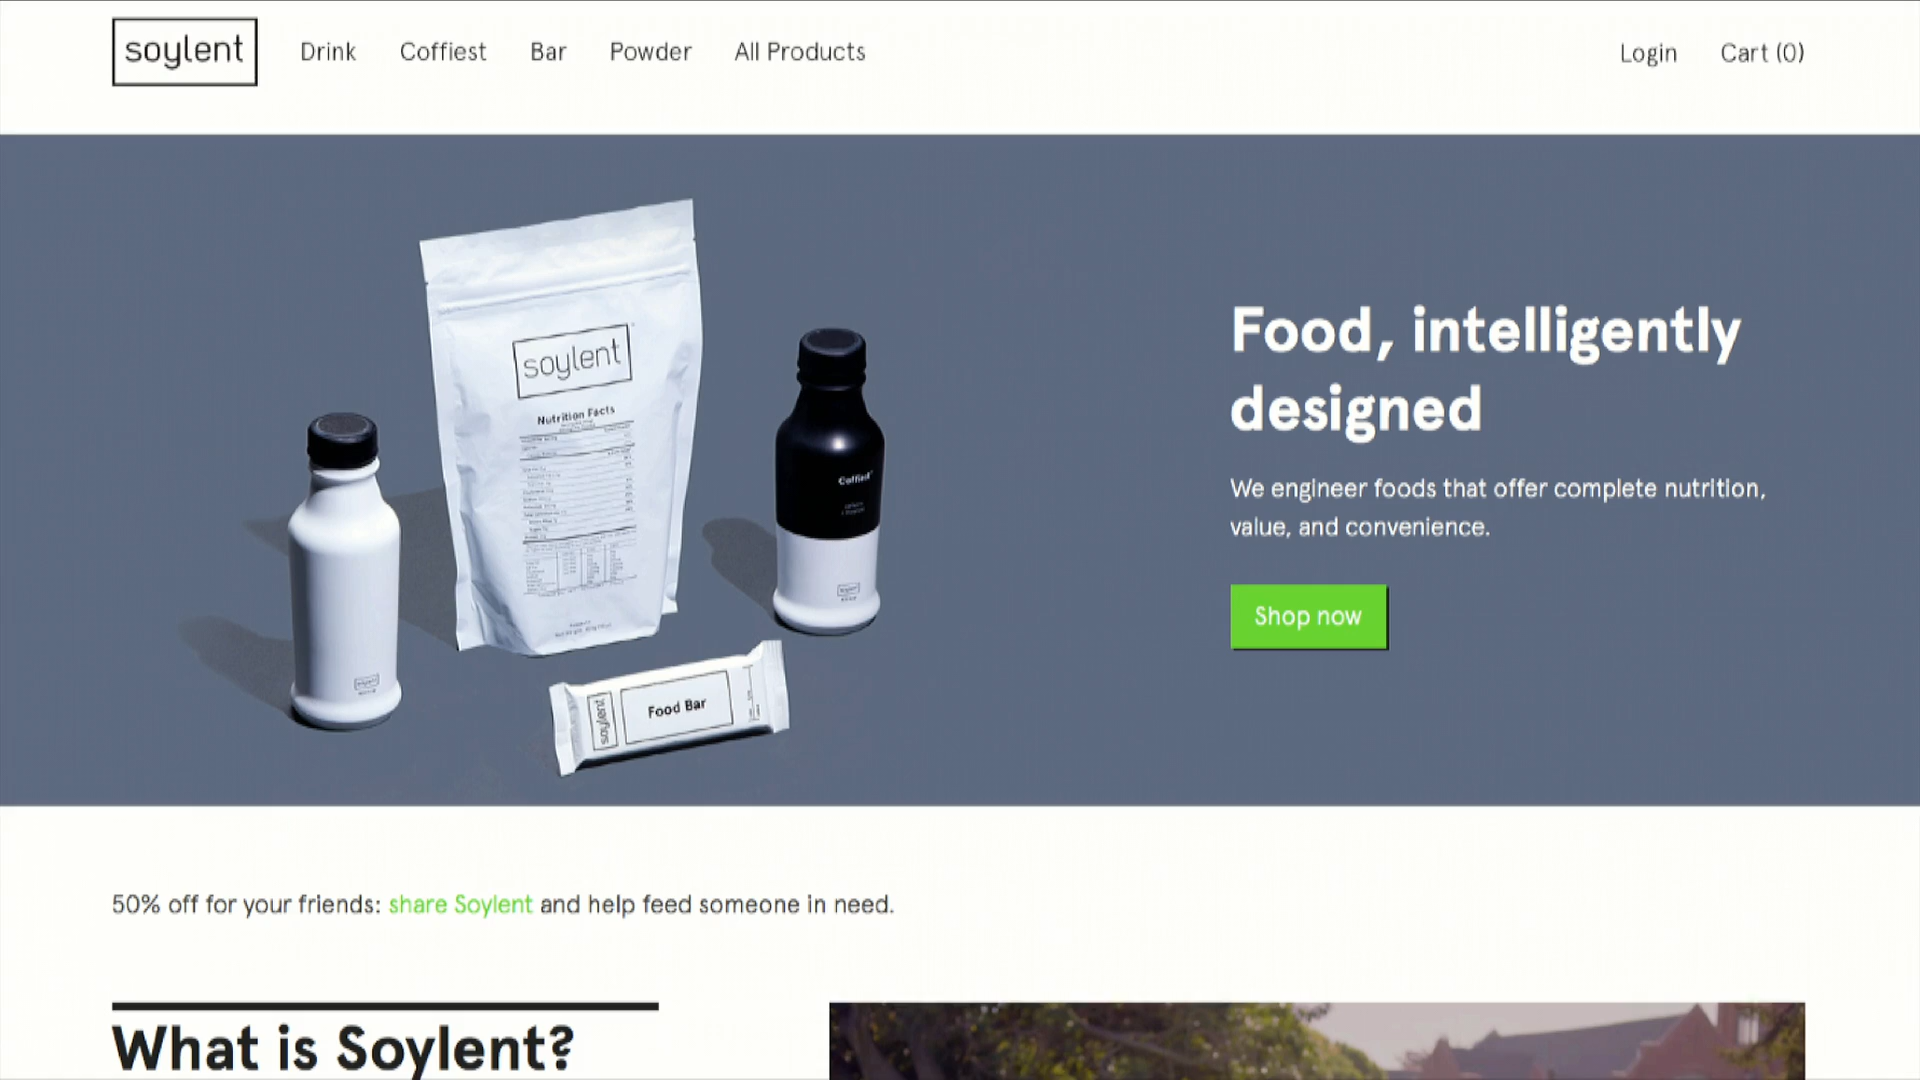 soylent
Drink
Coffiest
Bar
Powder
All Products
Login
Cart (0)
soylent
Nutrition Facts
Coffiest
soylent
Food Bar
Food, intelligently
designed
We engineer foods that offer complete nutrition,
value, and convenience.
Shop now
50% off for your friends: share Soylent and help feed someone in need.
What is Soylent?